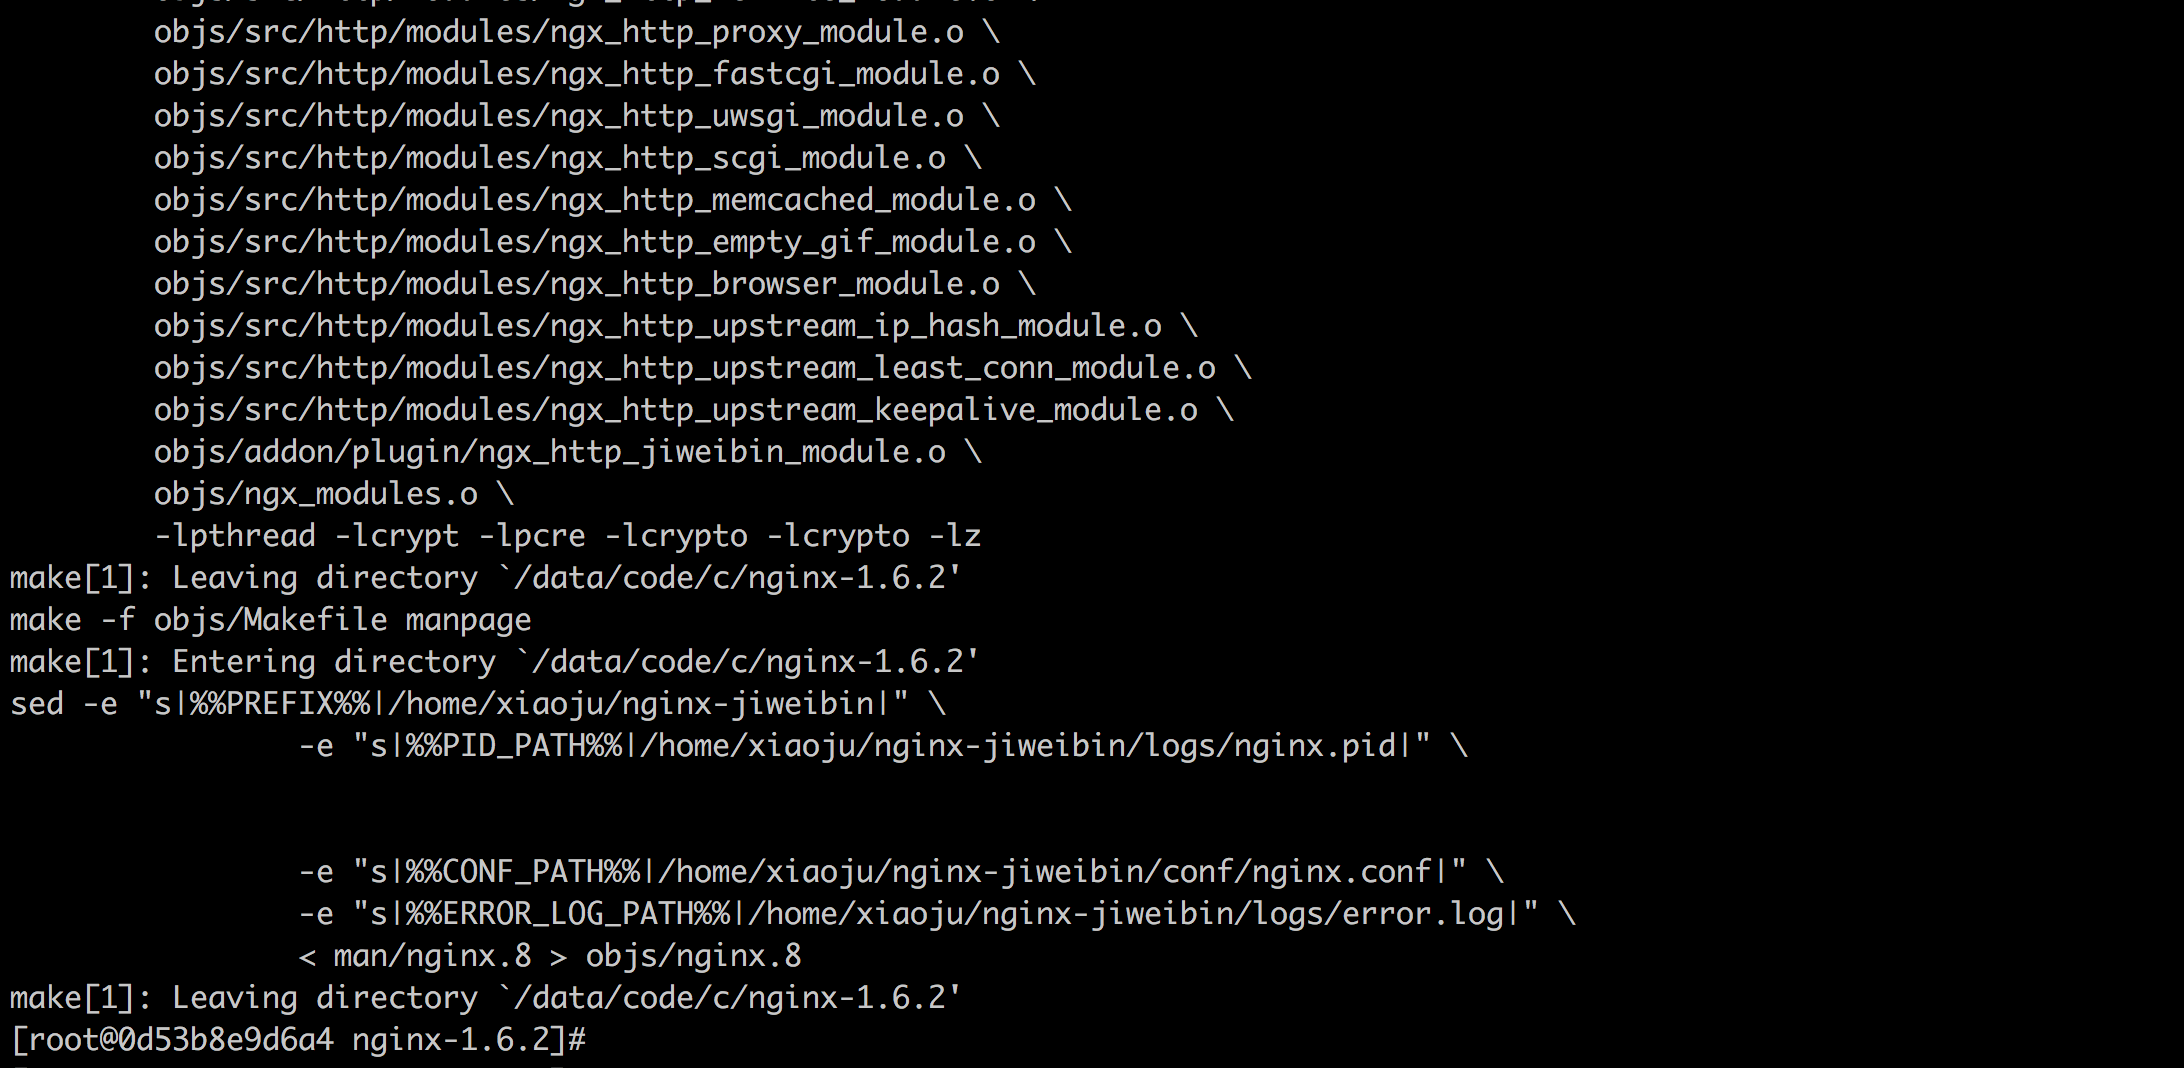 objs/src/http/modules/ngx_http_proxy_module.o \
objs/src/http/modules/ngx_http_fastcgi_module.o \
objs/src/http/modules/ngx_http_uwsgi_module.o \
objs/src/http/modules/ngx_http_scgi_module.o \
objs/src/http/modules/ngx_http_memcached_module.o \
objs/src/http/modules/ngx_http_empty_gif_module.o \
objs/src/http/modules/ngx_http_browser_module.o \
objs/src/http/modules/ngx_http_upstream_ip_hash_module.o \
objs/src/http/modules/ngx_http_upstream_least_conn_module.o \
objs/src/http/modules/ngx_http_upstream_keepalive_module.o \
objs/addon/plugin/ngx_http_jiweibin_module.o \
objs/ngx_modules.o \
-lpthread -lcrypt -lpcre -lcrypto -lcrypto -lz
make[1]: Leaving directory `/data/code/c/nginx-1.6.2'
make -f objs/Makefile manpage
make[1]: Entering directory `/data/code/c/nginx-1.6.2'
sed -e "s|%%PREFIX%%|/home/xiaoju/nginx-jiweibin|" \
-e "s|%%PID_PATH%%|/home/xiaoju/nginx-jiweibin/logs/nginx.pid|" \
-e "s|%%CONF_PATH%%|/home/xiaoju/nginx-jiweibin/conf/nginx.conf|" \
-e "s|%%ERROR_LOG_PATH%%|/home/xiaoju/nginx-jiweibin/logs/error.log|" \
< man/nginx.8 > objs/nginx.8
make[1]: Leaving directory `/data/code/c/nginx-1.6.2'
[root@0d53b8e9d6a4 nginx-1.6.2]#